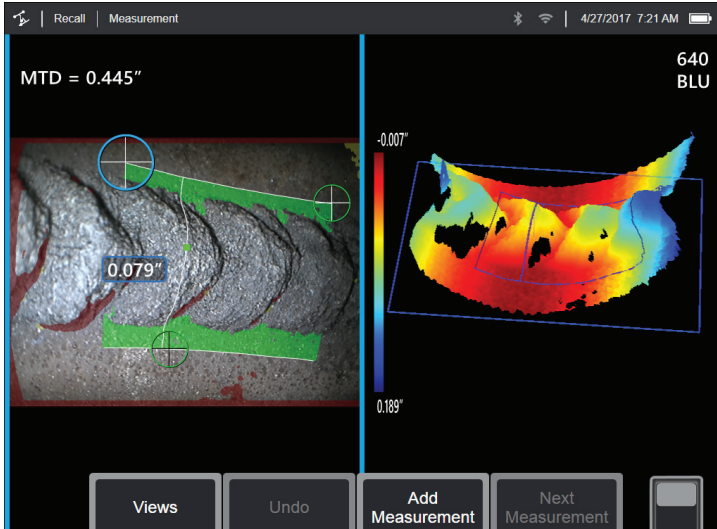 Recall | Measurement
4/27/2017 7:21 AM
MTD = 0.445"
640
BLU
0.079"
-0.007"
0.189"
Views
Undo
Add
Measurement
Next
Measurement